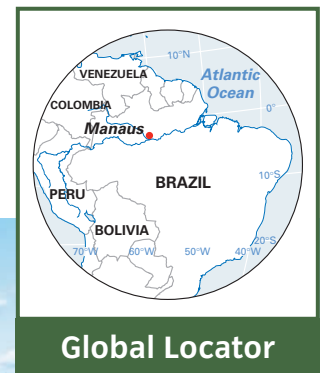 10°N
VENEZUELA
Atlantic
Ocean
COLOMBIA
0°
Manaus
10°S
BRAZIL
PERU
BOLIVIA
20°S
70°W
60°W
50°W
40°W
Global Locator